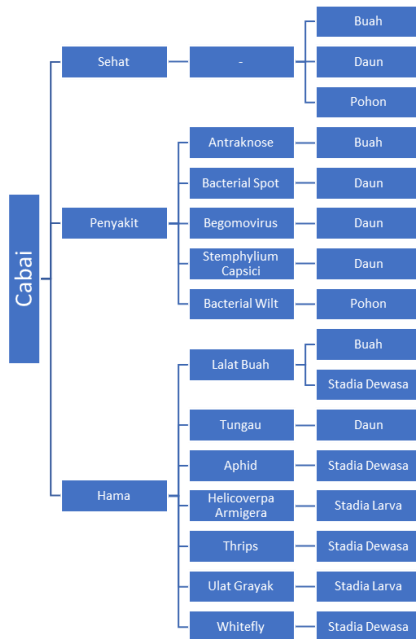 Cabai
Sehat
-
Buah
Daun
Pohon
Penyakit
Antraknose
Buah
Bacterial Spot
Daun
Begomovirus
Daun
Stemphylium
Capsici
Daun
Bacterial Wilt
Pohon
Hama
Lalat Buah
Buah
Stadia Dewasa
Tungau
Daun
Aphid
Stadia Dewasa
Helicoverpa
Armigera
Stadia Larva
Thrips
Stadia Dewasa
Ulat Grayak
Stadia Larva
Whitefly
Stadia Dewasa